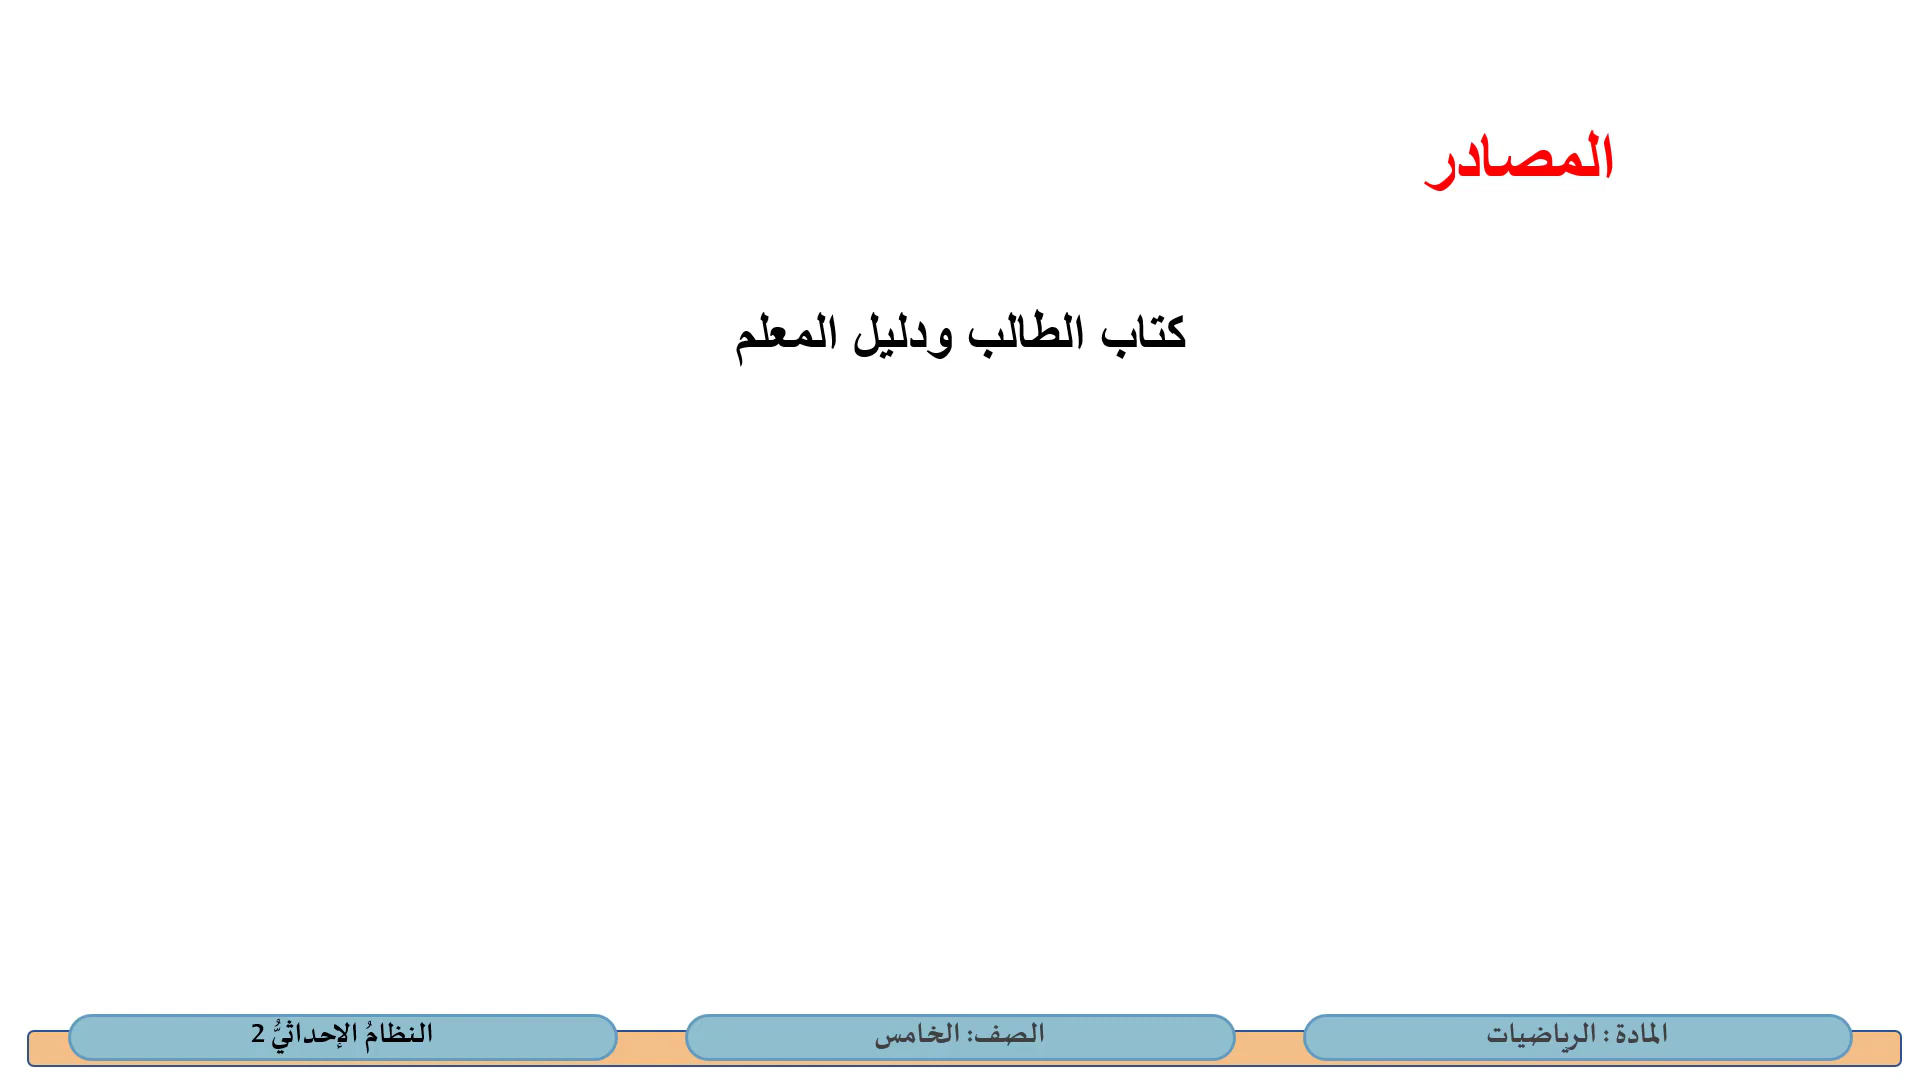 المصادر
كتاب الطالب ودليل المعلم
المادة : الرياضيات
الصف: الخامس
النظامُ الإحداثيُّ 2